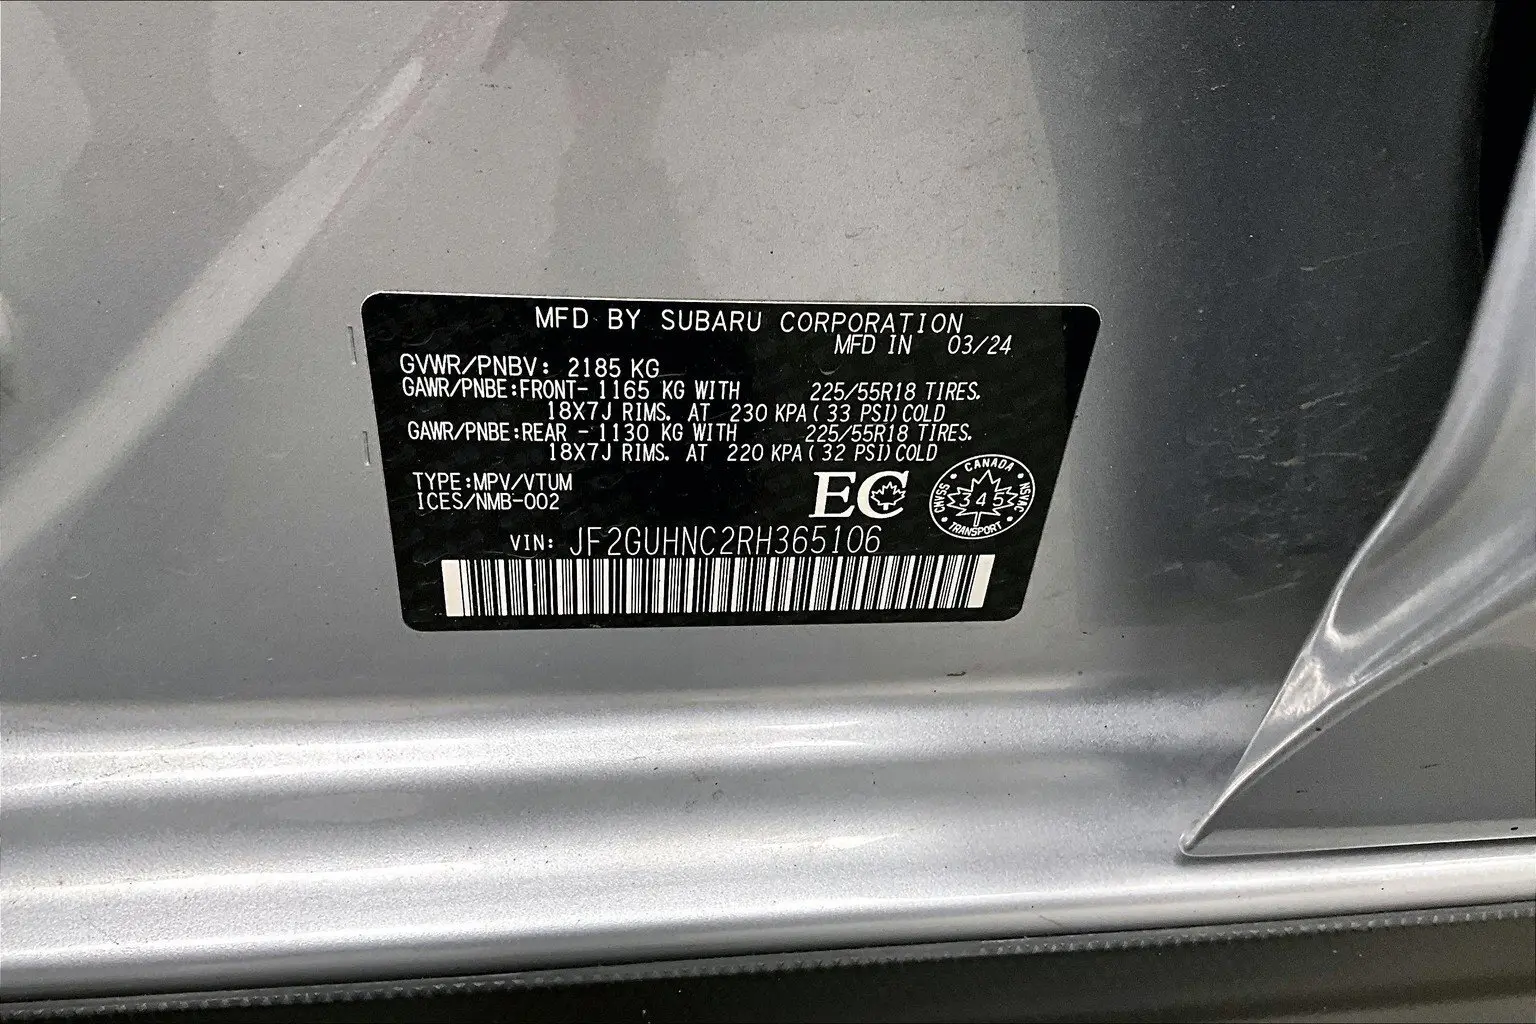 MFD BY SUBARU CORPORATION
MFD IN 03/24
GVWR/PNBV: 2185 KG
GAWR/PNBE:FRONT- 1165 KG WITH 225/55R18 TIRES.
18X7J RIMS. AT 230 KPA(33 PSI)COLD
GAWR/PNBE:REAR - 1130 KG WITH 225/55R18 TIRES.
18X7J RIMS. AT 220 KPA(32 PSI)COLD
TYPE:MPV/VTUM
ICES/NMB-002
EC
CANADA
CMVSS 345 NSVAC
TRANSPORT
VIN: JF2GUHNC2RH365106